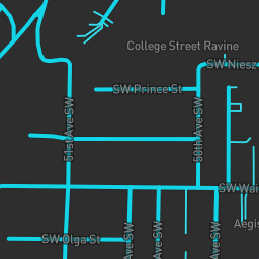 College Street Ravine
SW Niesz
SW Prince St
51st Ave SW
50th Ave SW
SW Wai
Aegis
SW Olga St
Ave SW
Ave SW
Ave SW